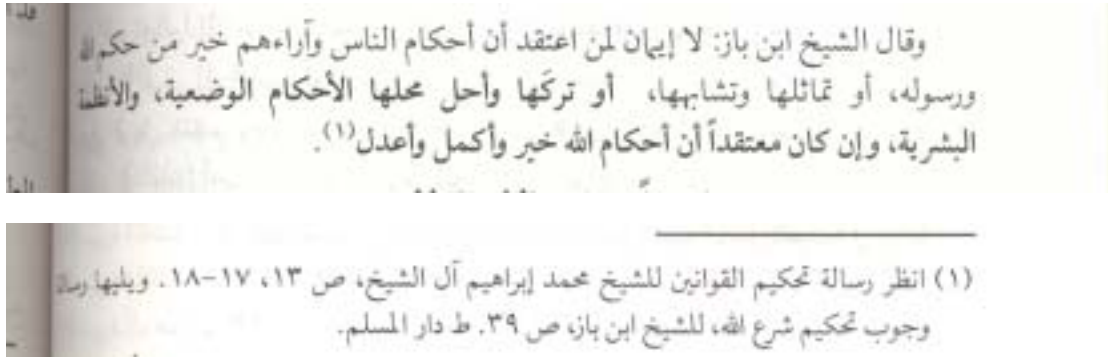 وقال الشيخ ابن باز: لا إيمان لمن اعتقد أن أحكام الناس وآراءهم خير من حكم الله
ورسوله، أو تماثلها وتشابهها، أو تركَها وأحل محلها الأحكام الوضعية، والأنظمة
البشرية، وإن كان معتقداً أن أحكام الله خير وأكمل وأعدل(١).
(١) انظر رسالة تحكيم القوانين للشيخ محمد إبراهيم آل الشيخ، ص ١٣، ١٧-١٨. ويليها رسالة
وجوب تحكيم شرع الله، للشيخ ابن باز، ص ٣٩. ط دار المسلم.